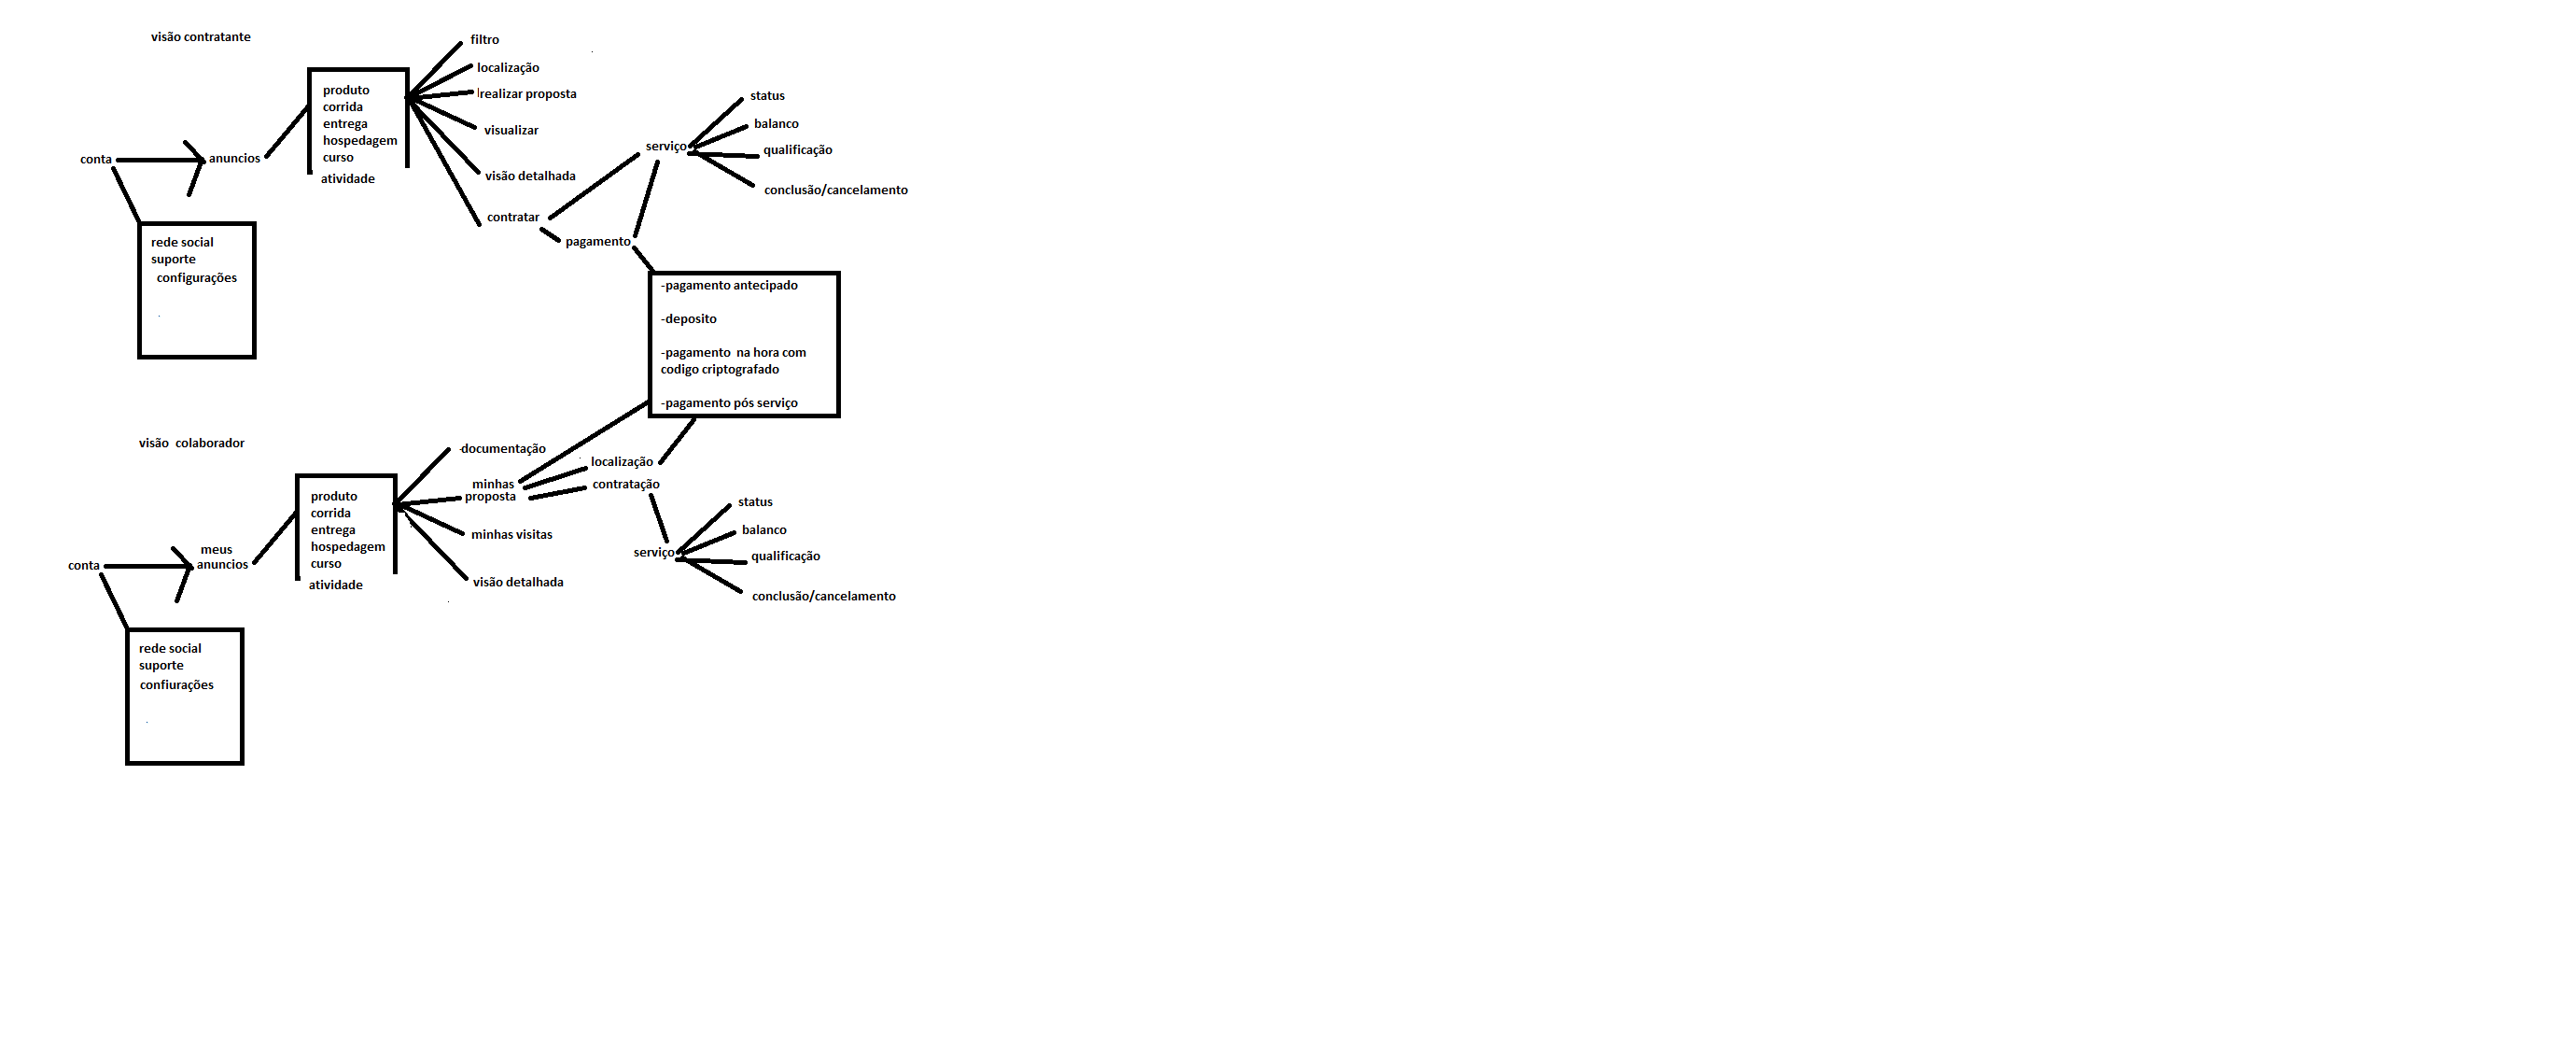 visão contratante
filtro
localização
realizar proposta
visualizar
visão detalhada
contratar
produto
corrida
entrega
hospedagem
curso
atividade
conta
anuncios
rede social
suporte
configurações
status
balanco
serviço
qualificação
conclusão/cancelamento
pagamento
-pagamento antecipado
-deposito
-pagamento na hora com
codigo criptografado
-pagamento pós serviço
visão colaborador
-documentação
minhas
proposta
localização
contratação
minhas visitas
visão detalhada
produto
corrida
entrega
hospedagem
curso
atividade
conta
meus
anuncios
rede social
suporte
confiurações
status
balanco
serviço
qualificação
conclusão/cancelamento